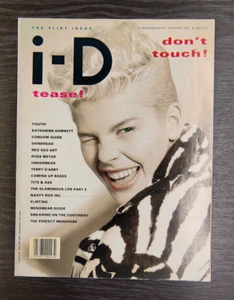 THE FLIRT ISSUE
i-D
don't
touch!
tease!
YOUTH!
KATHARINE HAMNETT
CONDOM GUIDE
SHINEHEAD
NEO GEO ART
RUSS MEYER
UNDERWEAR
TERRY D'ARBY
COMING UP ROSES
TITS & ASS
THE GLAMOROUS LIFE PART 2
NASTY ROX INC
FLIRTING
MENSWEAR GUIDE
SMEARING ON THE CONTINENT
THE PERFECT WARDROBE